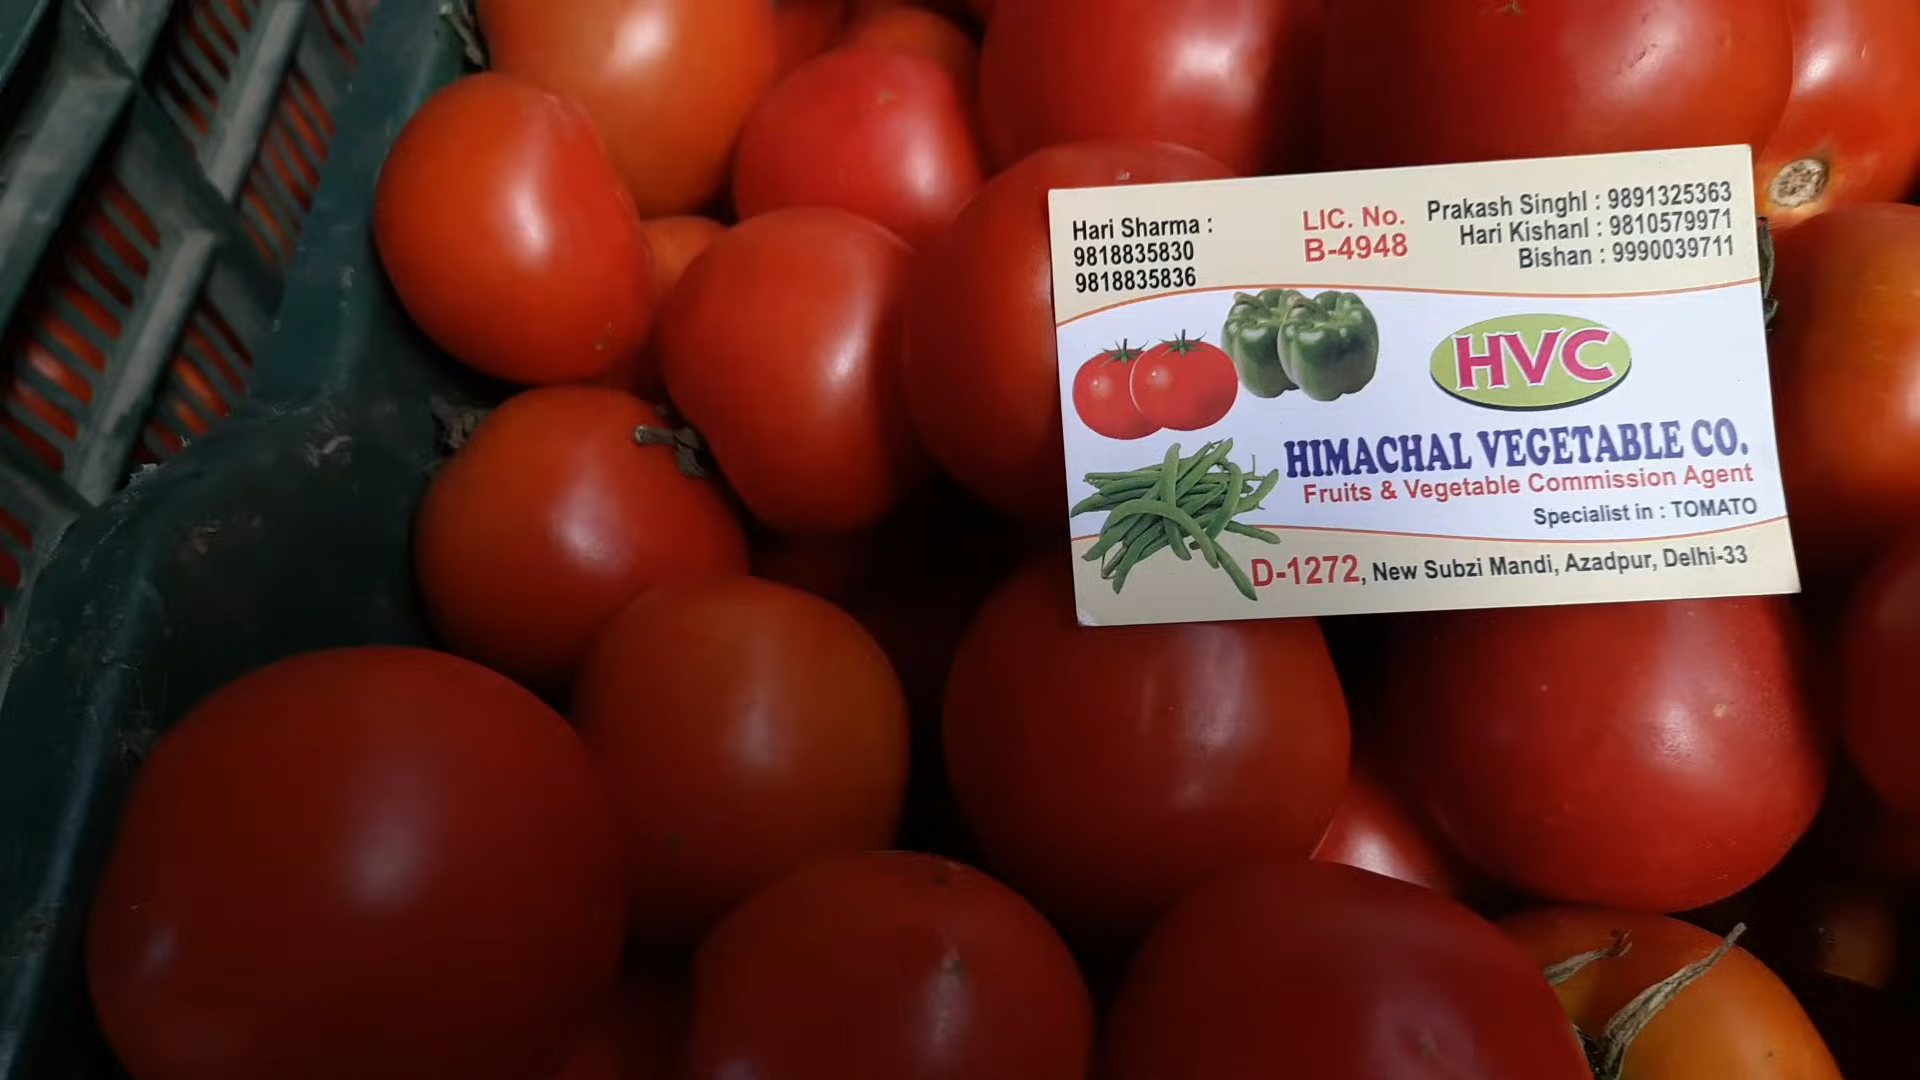 Hari Sharma :
9818835830
9818835836
LIC. No.
B-4948
Prakash Singhl : 9891325363
Hari Kishanl : 9810579971
Bishan : 9990039711
HVC
HIMACHAL VEGETABLE CO.
Fruits & Vegetable Commission Agent
Specialist in : TOMATO
D-1272, New Subzi Mandi, Azadpur, Delhi-33